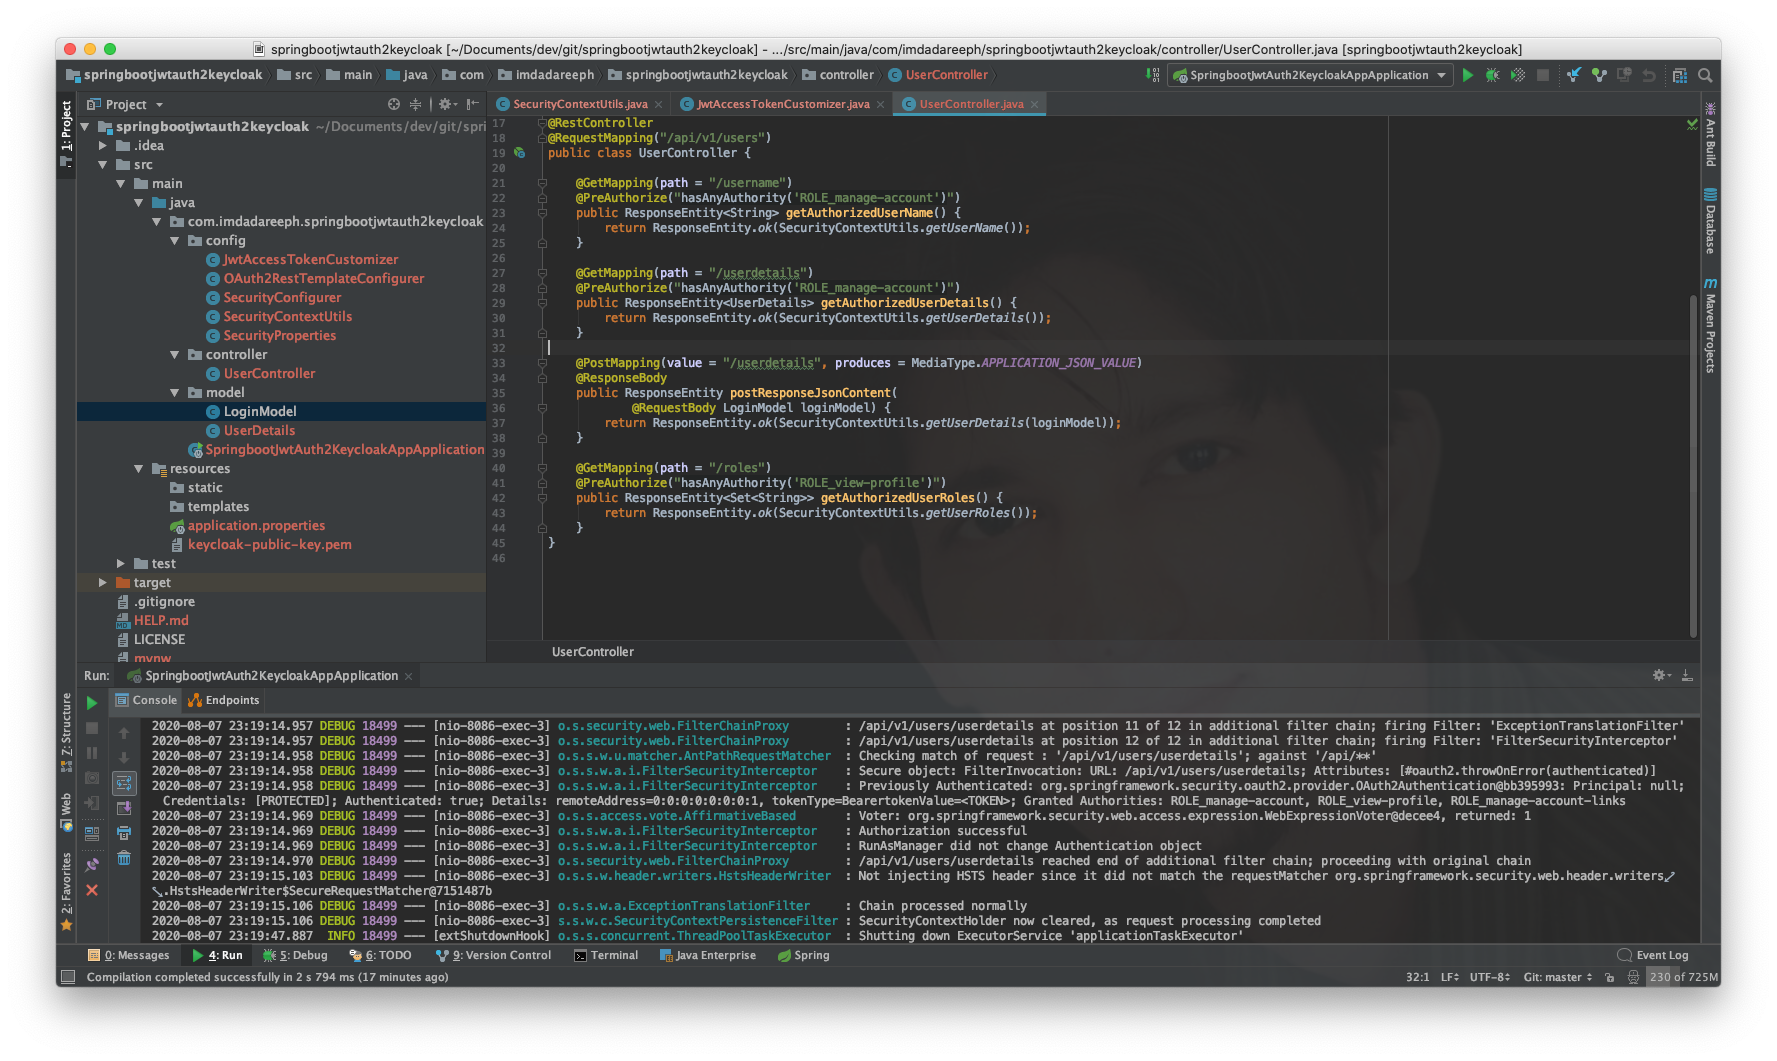 springbootjwtauth2keycloak [~/Documents/dev/git/springbootjwtauth2keycloak] - .../src/main/java/com/imdadareeph/springbootjwtauth2keycloak/controller/UserController.java [springbootjwtauth2keycloak]
springbootjwtauth2keycloak src main java com imdadareeph springbootjwtauth2keycloak controller UserController
SpringbootJwtAuth2KeycloakAppApplication
1: Project
Project
springbootjwtauth2keycloak ~/Documents/dev/git/spri
.idea
src
main
java
com.imdadareeph.springbootjwtauth2keycloak
config
JwtAccessTokenCustomizer
OAuth2RestTemplateConfigurer
SecurityConfigurer
SecurityContextUtils
SecurityProperties
controller
UserController
model
LoginModel
UserDetails
SpringbootJwtAuth2KeycloakAppApplication
resources
static
templates
application.properties
keycloak-public-key.pem
test
target
.gitignore
HELP.md
LICENSE
mvnw
SecurityContextUtils.java JwtAccessTokenCustomizer.java UserController.java
17 @RestController
18 @RequestMapping("/api/v1/users")
19 public class UserController {
20
21 @GetMapping(path = "/username")
22 @PreAuthorize("hasAnyAuthority('ROLE_manage-account')")
23 public ResponseEntity<String> getAuthorizedUserName() {
24 return ResponseEntity.ok(SecurityContextUtils.getUserName());
25 }
26
27 @GetMapping(path = "/userdetails")
28 @PreAuthorize("hasAnyAuthority('ROLE_manage-account')")
29 public ResponseEntity<UserDetails> getAuthorizedUserDetails() {
30 return ResponseEntity.ok(SecurityContextUtils.getUserDetails());
31 }
32
33 @PostMapping(value = "/userdetails", produces = MediaType.APPLICATION_JSON_VALUE)
34 @ResponseBody
35 public ResponseEntity postResponseJsonContent(
36 @RequestBody LoginModel loginModel) {
37 return ResponseEntity.ok(SecurityContextUtils.getUserDetails(loginModel));
38 }
39
40 @GetMapping(path = "/roles")
41 @PreAuthorize("hasAnyAuthority('ROLE_view-profile')")
42 public ResponseEntity<Set<String>> getAuthorizedUserRoles() {
43 return ResponseEntity.ok(SecurityContextUtils.getUserRoles());
44 }
45 }
46
UserController
Ant Build
Database
Maven Projects
Run: SpringbootJwtAuth2KeycloakAppApplication
Console Endpoints
2020-08-07 23:19:14.957 DEBUG 18499 --- [nio-8086-exec-3] o.s.security.web.FilterChainProxy : /api/v1/users/userdetails at position 11 of 12 in additional filter chain; firing Filter: 'ExceptionTranslationFilter'
2020-08-07 23:19:14.957 DEBUG 18499 --- [nio-8086-exec-3] o.s.security.web.FilterChainProxy : /api/v1/users/userdetails at position 12 of 12 in additional filter chain; firing Filter: 'FilterSecurityInterceptor'
2020-08-07 23:19:14.958 DEBUG 18499 --- [nio-8086-exec-3] o.s.s.w.u.matcher.AntPathRequestMatcher : Checking match of request : '/api/v1/users/userdetails'; against '/api/**'
2020-08-07 23:19:14.958 DEBUG 18499 --- [nio-8086-exec-3] o.s.s.w.a.i.FilterSecurityInterceptor : Secure object: FilterInvocation: URL: /api/v1/users/userdetails; Attributes: [#oauth2.throwOnError(authenticated)]
2020-08-07 23:19:14.958 DEBUG 18499 --- [nio-8086-exec-3] o.s.s.w.a.i.FilterSecurityInterceptor : Previously Authenticated: org.springframework.security.oauth2.provider.OAuth2Authentication@bb395993: Principal: null;
Credentials: [PROTECTED]; Authenticated: true; Details: remoteAddress=0:0:0:0:0:0:0:1, tokenType=BearertokenValue=<TOKEN>; Granted Authorities: ROLE_manage-account, ROLE_view-profile, ROLE_manage-account-links
2020-08-07 23:19:14.969 DEBUG 18499 --- [nio-8086-exec-3] o.s.s.access.vote.AffirmativeBased : Voter: org.springframework.security.web.access.expression.WebExpressionVoter@decee4, returned: 1
2020-08-07 23:19:14.969 DEBUG 18499 --- [nio-8086-exec-3] o.s.s.w.a.i.FilterSecurityInterceptor : Authorization successful
2020-08-07 23:19:14.969 DEBUG 18499 --- [nio-8086-exec-3] o.s.s.w.a.i.FilterSecurityInterceptor : RunAsManager did not change Authentication object
2020-08-07 23:19:14.970 DEBUG 18499 --- [nio-8086-exec-3] o.s.security.web.FilterChainProxy : /api/v1/users/userdetails reached end of additional filter chain; proceeding with original chain
2020-08-07 23:19:15.103 DEBUG 18499 --- [nio-8086-exec-3] o.s.s.w.header.writers.HstsHeaderWriter : Not injecting HSTS header since it did not match the requestMatcher org.springframework.security.web.header.writers
.HstsHeaderWriter$SecureRequestMatcher@7151487b
2020-08-07 23:19:15.106 DEBUG 18499 --- [nio-8086-exec-3] o.s.s.w.a.ExceptionTranslationFilter : Chain processed normally
2020-08-07 23:19:15.106 DEBUG 18499 --- [nio-8086-exec-3] s.s.w.c.SecurityContextPersistenceFilter : SecurityContextHolder now cleared, as request processing completed
2020-08-07 23:19:47.887 INFO 18499 --- [extShutdownHook] o.s.s.concurrent.ThreadPoolTaskExecutor : Shutting down ExecutorService 'applicationTaskExecutor'
Z: Structure
Web
2: Favorites
0: Messages 4: Run 5: Debug 6: TODO 9: Version Control Terminal Java Enterprise Spring Event Log
Compilation completed successfully in 2 s 794 ms (17 minutes ago) 32:1 LF UTF-8 Git: master 230 of 725M